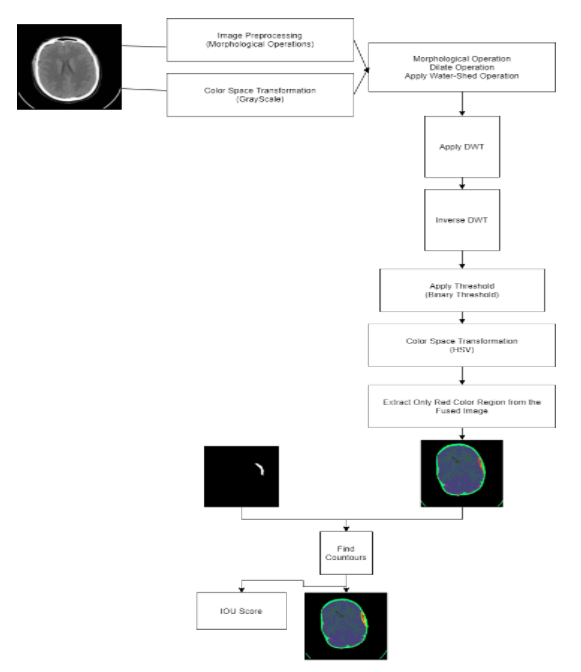 Image Preprocessing
(Morphological Operations)
Color Space Transformation
(GrayScale)
Morphological Operation
Dilate Operation
Apply Water-Shed Operation
Apply DWT
Inverse DWT
Apply Threshold
(Binary Threshold)
Color Space Transformation
(HSV)
Extract Only Red Color Region from the
Fused Image
Find
Countours
IOU Score